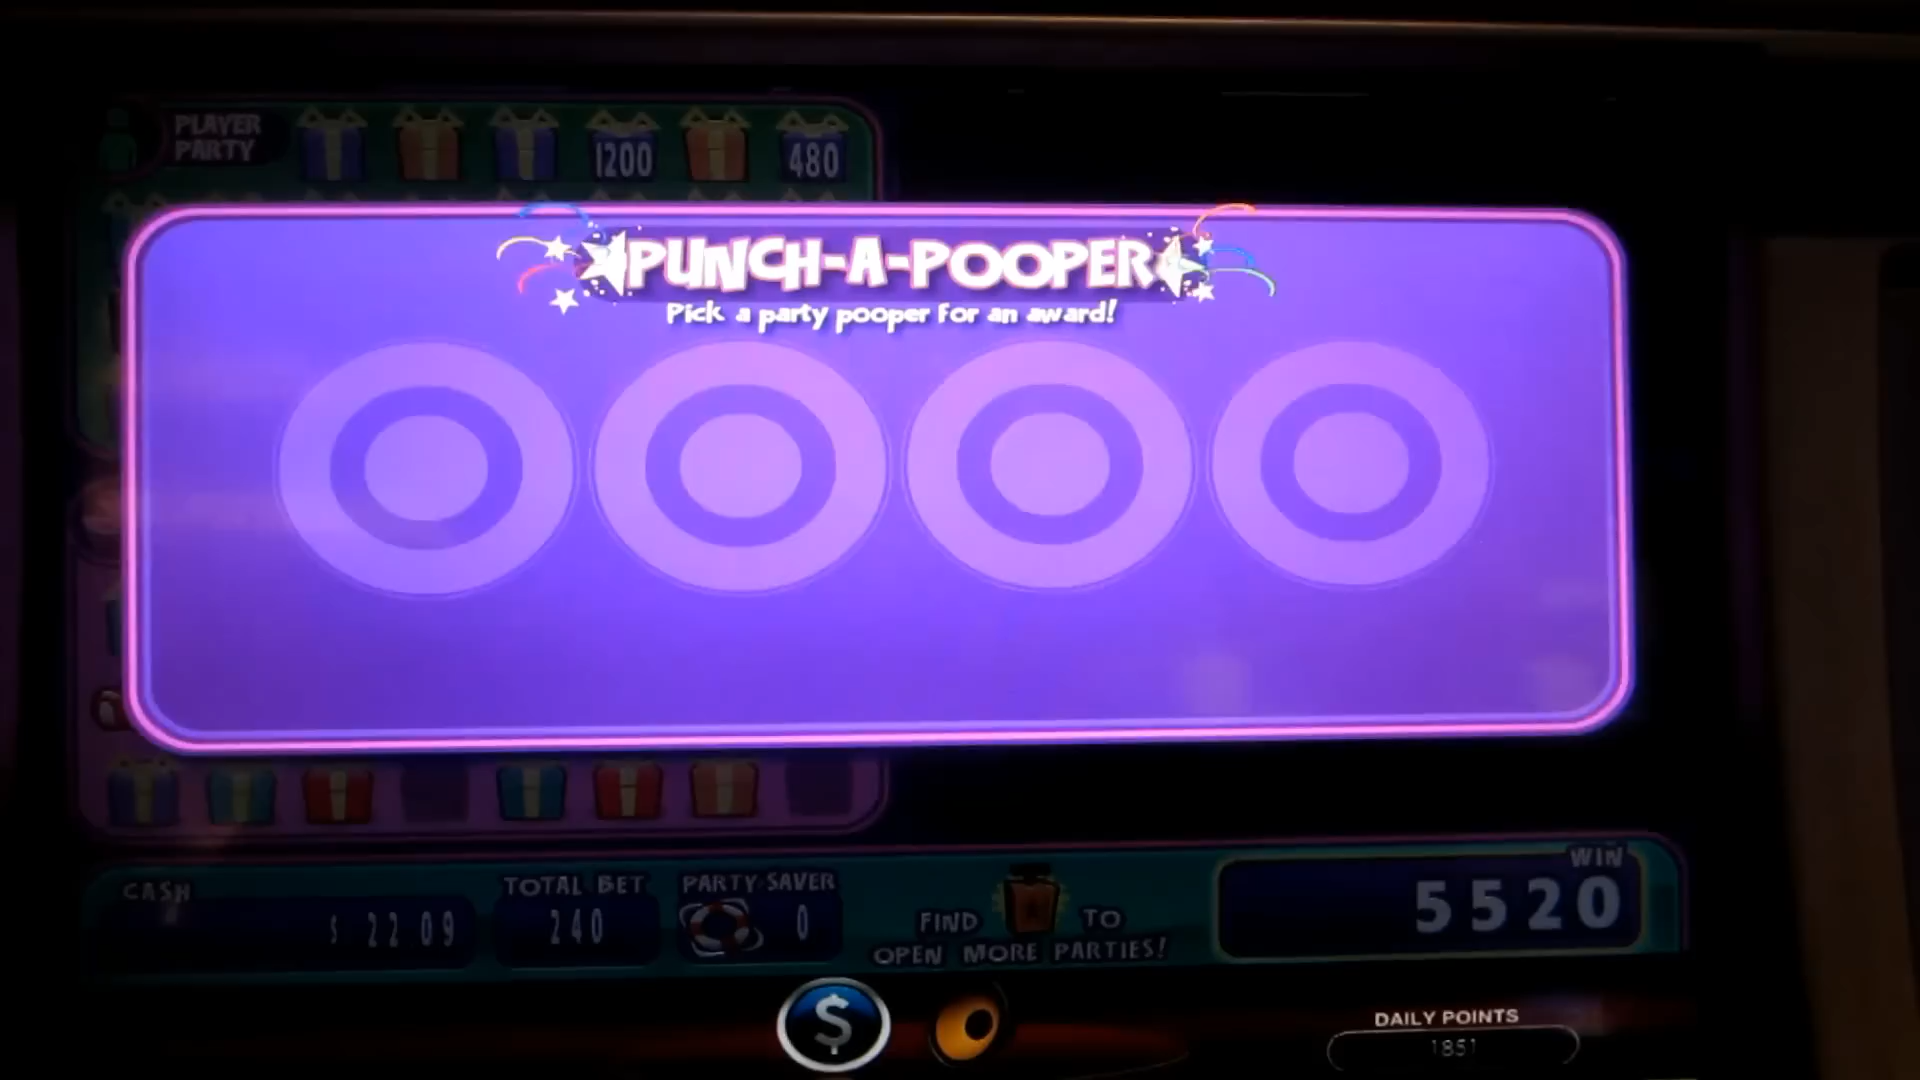 PLAYER
PARTY
1200
480
PUNCH-A-POOPER
Pick a party pooper for an award!
CASH
$ 22 09
TOTAL BET
240
PARTY SAVER
0
FIND TO
OPEN MORE PARTIES!
WIN
5520
$
DAILY POINTS
1851